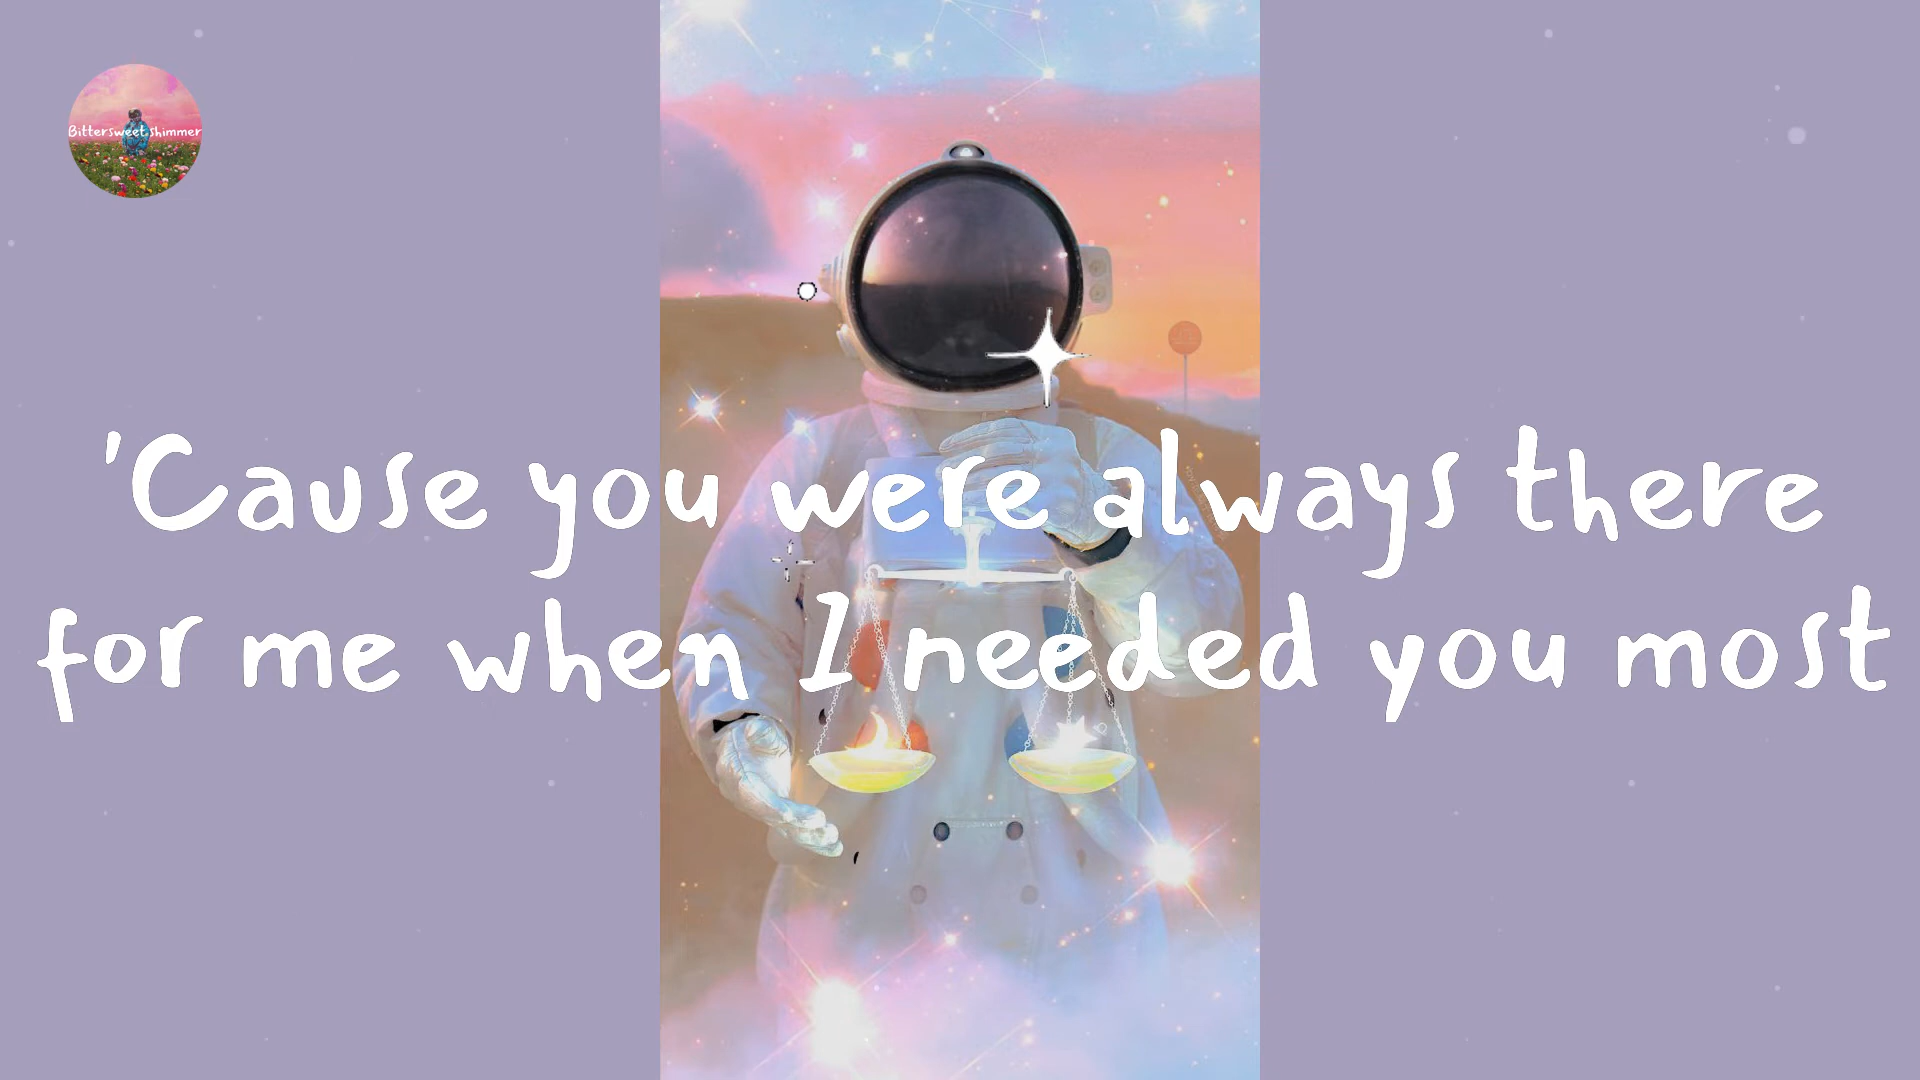 Bittersweet shimmer
'Cause you were always there
for me when I needed you most